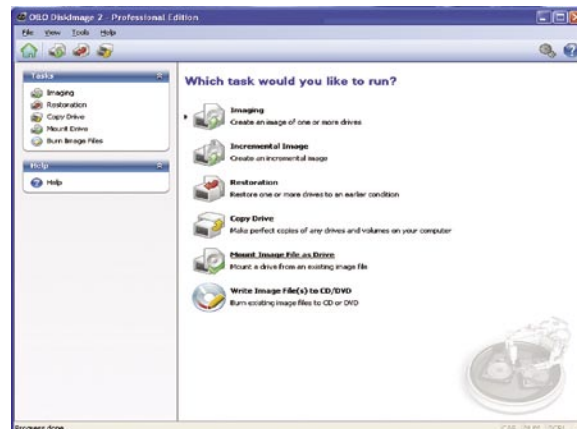 O&O DiskImage 2 - Professional Edition
File View Tools Help
Tasks
Imaging
Restoration
Copy Drive
Mount Drive
Burn Image Files
Help
Help
Which task would you like to run?
Imaging
Create an image of one or more drives
Incremental Image
Create an incremental image
Restoration
Restore one or more drives to an earlier condition
Copy Drive
Make perfect copies of any drives and volumes on your computer
Mount Image File as Drive
Mount a drive from an existing image file
Write Image File(s) to CD/DVD
Burn existing image files to CD or DVD
Progress done
CAP NUM SCRL